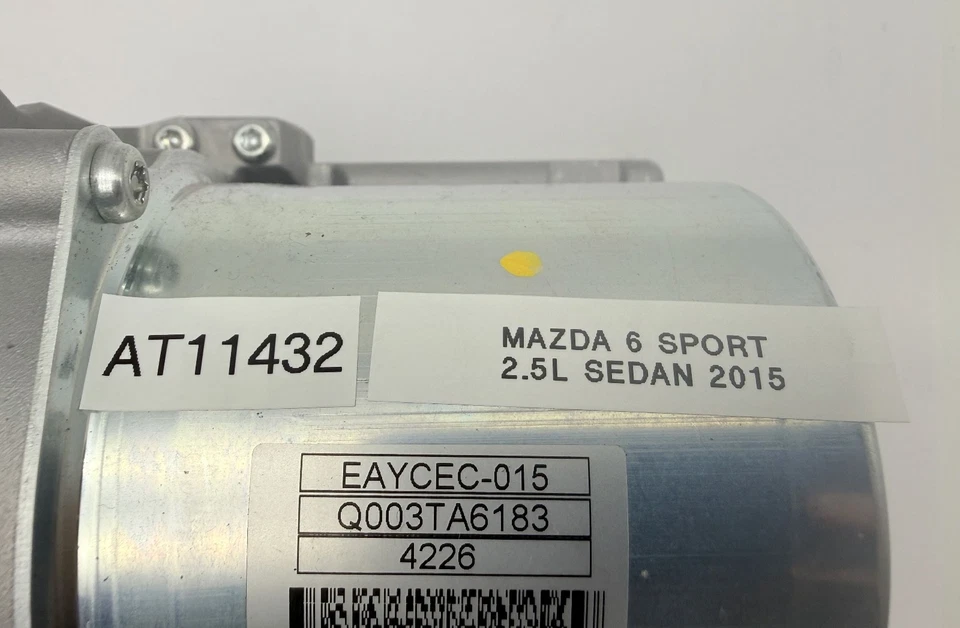 AT11432
MAZDA 6 SPORT
2.5L SEDAN 2015
EAYCEC-015
Q003TA6183
4226